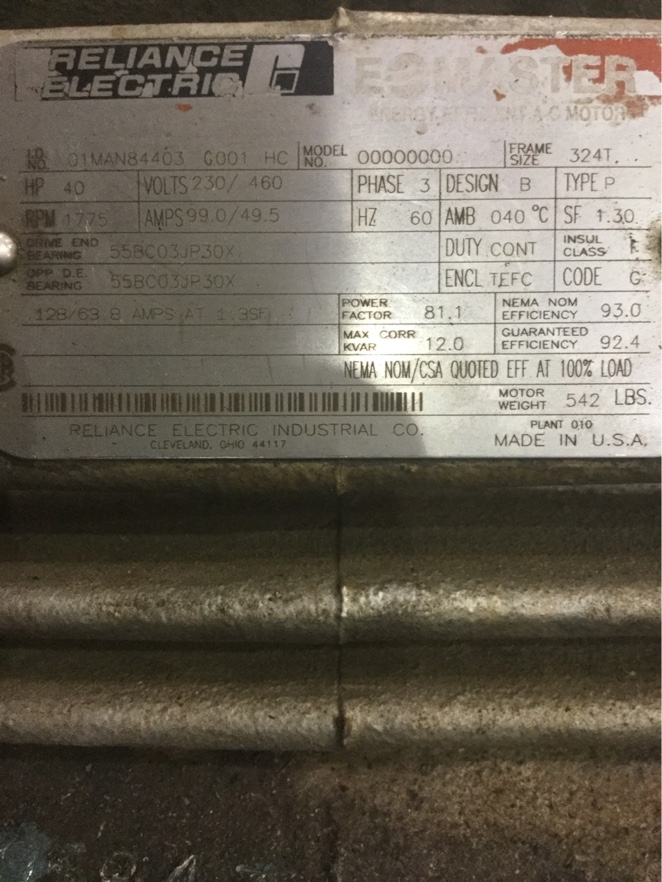 RELIANCE ELECTRIC
MASTER
ENERGY EFFICIENT A-C MOTOR
I.D. NO. 01MAN84403 G001 HC MODEL NO. 00000000 FRAME SIZE 324T
HP 40 VOLTS 230/ 460 PHASE 3 DESIGN B TYPE P
RPM 1775 AMPS 99.0/49.5 HZ 60 AMB 040 °C SF 1.30
DRIVE END BEARING 55BC03JP30X DUTY CONT INSUL CLASS F
OPP D.E. BEARING 55BC03JP30X ENCL TEFC CODE G
128/63.8 AMPS AT 1.3SF POWER FACTOR 81.1 NEMA NOM EFFICIENCY 93.0
MAX CORR KVAR 12.0 GUARANTEED EFFICIENCY 92.4
NEMA NOM/CSA QUOTED EFF AT 100% LOAD
MOTOR WEIGHT 542 LBS.
RELIANCE ELECTRIC INDUSTRIAL CO. PLANT 010
CLEVELAND, OHIO 44117 MADE IN U.S.A.